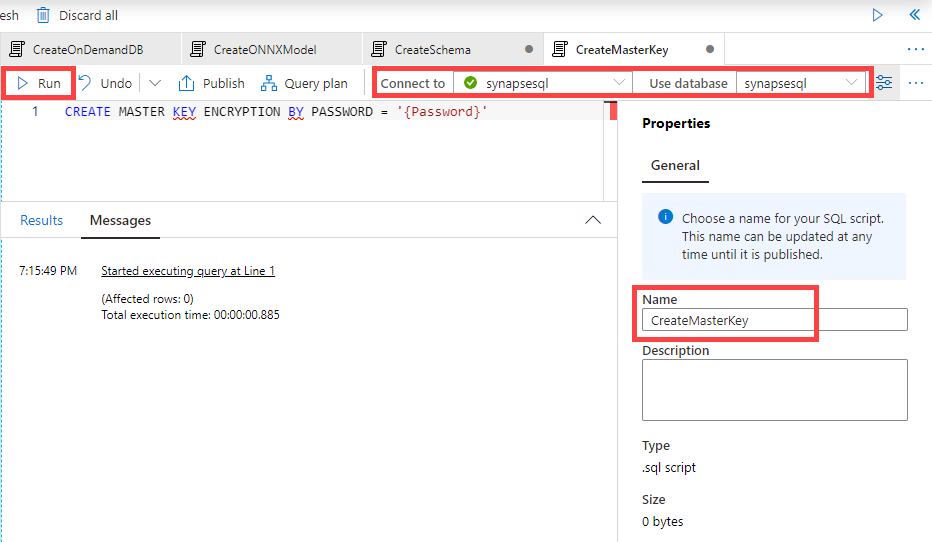 esh Discard all
CreateOnDemandDB CreateONNXModel CreateSchema CreateMasterKey
Run Undo Publish Query plan Connect to synapsesql Use database synapsesql
1 CREATE MASTER KEY ENCRYPTION BY PASSWORD = '{Password}'
Results Messages
7:15:49 PM Started executing query at Line 1
(Affected rows: 0)
Total execution time: 00:00:00.885
Properties
General
Choose a name for your SQL script.
This name can be updated at any
time until it is published.
Name
CreateMasterKey
Description
Type
.sql script
Size
0 bytes